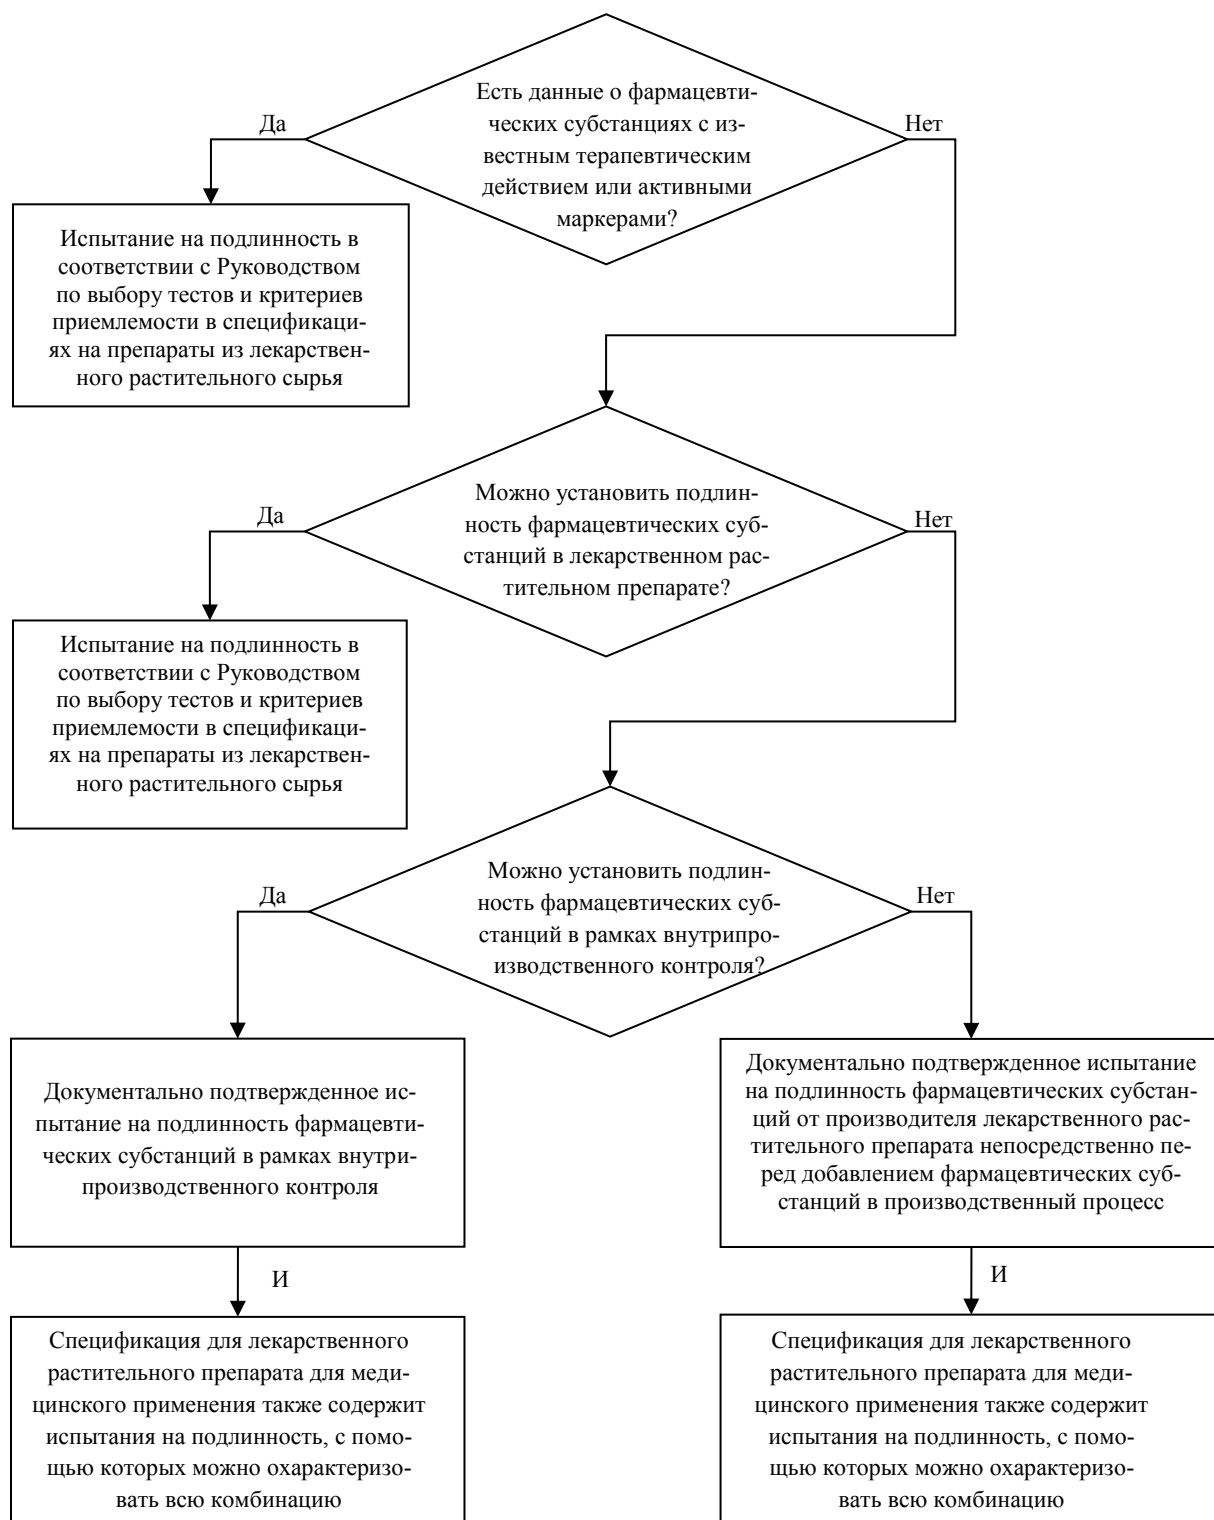 Есть данные о фармацевти-
ческих субстанциях с из-
вестным терапевтическим
действием или активными
маркерами?
Да
Нет
Испытание на подлинность в
соответствии с Руководством
по выбору тестов и критериев
приемлемости в спецификаци-
ях на препараты из лекарствен-
ного растительного сырья
Можно установить подлин-
ность фармацевтических суб-
станций в лекарственном рас-
тительном препарате?
Да
Нет
Испытание на подлинность в
соответствии с Руководством
по выбору тестов и критериев
приемлемости в спецификаци-
ях на препараты из лекарствен-
ного растительного сырья
Можно установить подлин-
ность фармацевтических суб-
станций в рамках внутрипро-
изводственного контроля?
Да
Нет
Документально подтвержденное ис-
пытание на подлинность фармацевти-
ческих субстанций в рамках внутри-
производственного контроля
Документально подтвержденное испытание
на подлинность фармацевтических субстан-
ций от производителя лекарственного рас-
тительного препарата непосредственно пе-
ред добавлением фармацевтических суб-
станций в производственный процесс
И
И
Спецификация для лекарственного
растительного препарата для меди-
цинского применения также содержит
испытания на подлинность, с помо-
щью которых можно охарактеризо-
вать всю комбинацию
Спецификация для лекарственного
растительного препарата для меди-
цинского применения также содержит
испытания на подлинность, с помо-
щью которых можно охарактеризо-
вать всю комбинацию